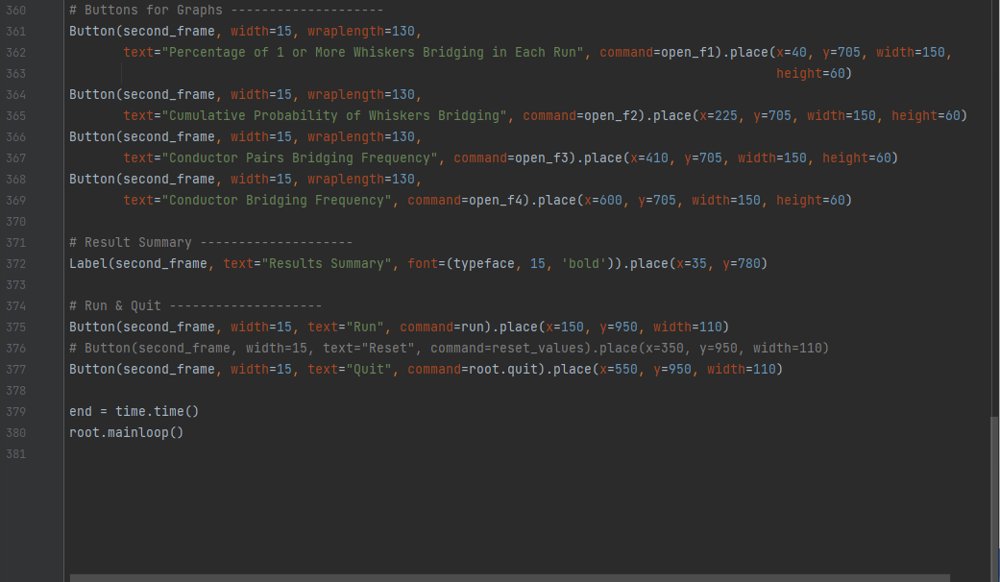 360 # Buttons for Graphs --------------------
361 Button(second_frame, width=15, wraplength=130,
362        text="Percentage of 1 or More Whiskers Bridging in Each Run", command=open_f1).place(x=40, y=705, width=150,
363                                                                                             height=60)
364 Button(second_frame, width=15, wraplength=130,
365        text="Cumulative Probability of Whiskers Bridging", command=open_f2).place(x=225, y=705, width=150, height=60)
366 Button(second_frame, width=15, wraplength=130,
367        text="Conductor Pairs Bridging Frequency", command=open_f3).place(x=410, y=705, width=150, height=60)
368 Button(second_frame, width=15, wraplength=130,
369        text="Conductor Bridging Frequency", command=open_f4).place(x=600, y=705, width=150, height=60)
370
371 # Result Summary --------------------
372 Label(second_frame, text="Results Summary", font=(typeface, 15, 'bold')).place(x=35, y=780)
373
374 # Run & Quit --------------------
375 Button(second_frame, width=15, text="Run", command=run).place(x=150, y=950, width=110)
376 # Button(second_frame, width=15, text="Reset", command=reset_values).place(x=350, y=950, width=110)
377 Button(second_frame, width=15, text="Quit", command=root.quit).place(x=550, y=950, width=110)
378
379 end = time.time()
380 root.mainloop()
381